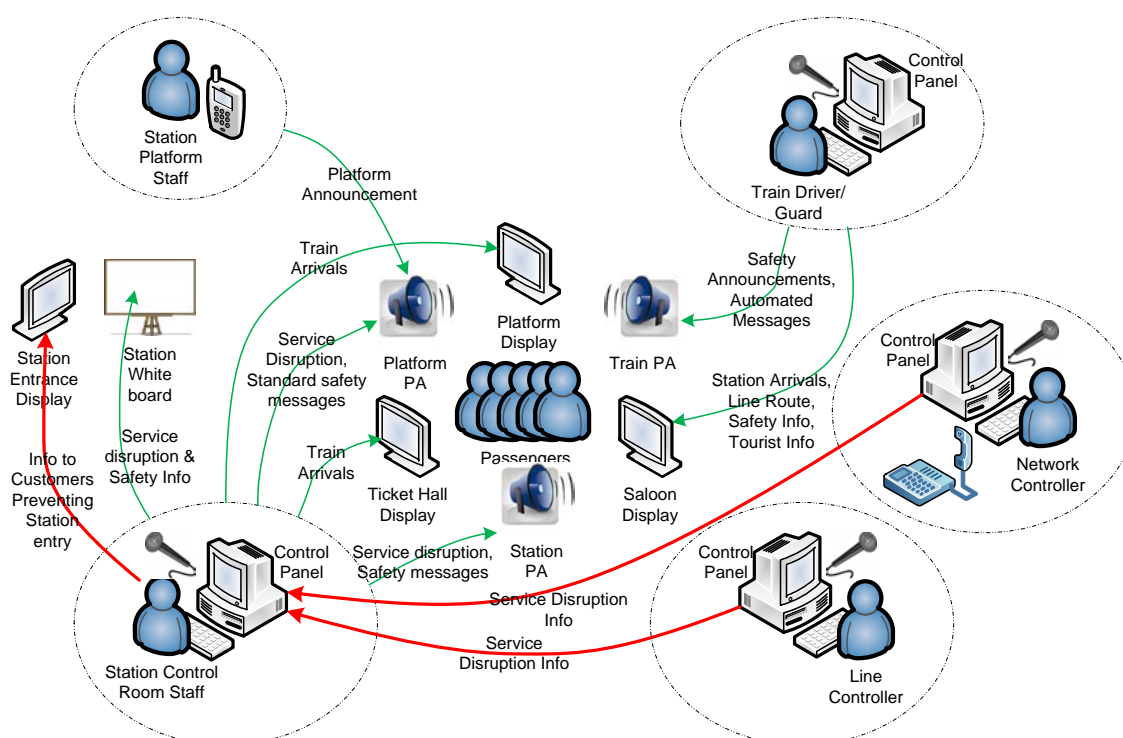 Station
Platform
Staff
Control
Panel
Train Driver/
Guard
Platform
Announcement
Train
Arrivals
Safety
Announcements,
Automated
Messages
Station
Entrance
Display
Station
White
board
Service
Disruption,
Standard safety
messages
Platform
PA
Platform
Display
Train PA
Control
Panel
Station Arrivals,
Line Route,
Safety Info,
Tourist Info
Service
disruption &
Safety Info
Train
Arrivals
Passengers
Info to
Customers
Preventing
Station
entry
Ticket Hall
Display
Saloon
Display
Network
Controller
Control
Panel
Service disruption,
Safety messages
Station
PA
Control
Panel
Service Disruption
Info
Service
Disruption Info
Station Control
Room Staff
Line
Controller